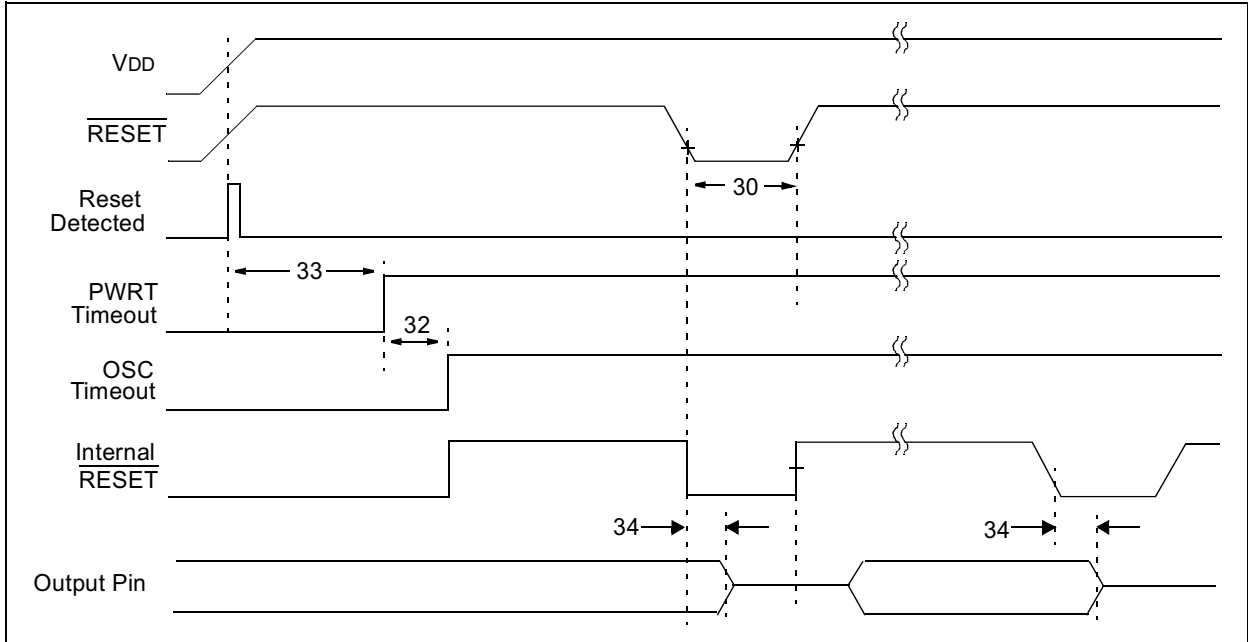 VDD
RESET
Reset
Detected
30
33
PWRT
Timeout
32
OSC
Timeout
Internal
RESET
34
34
Output Pin